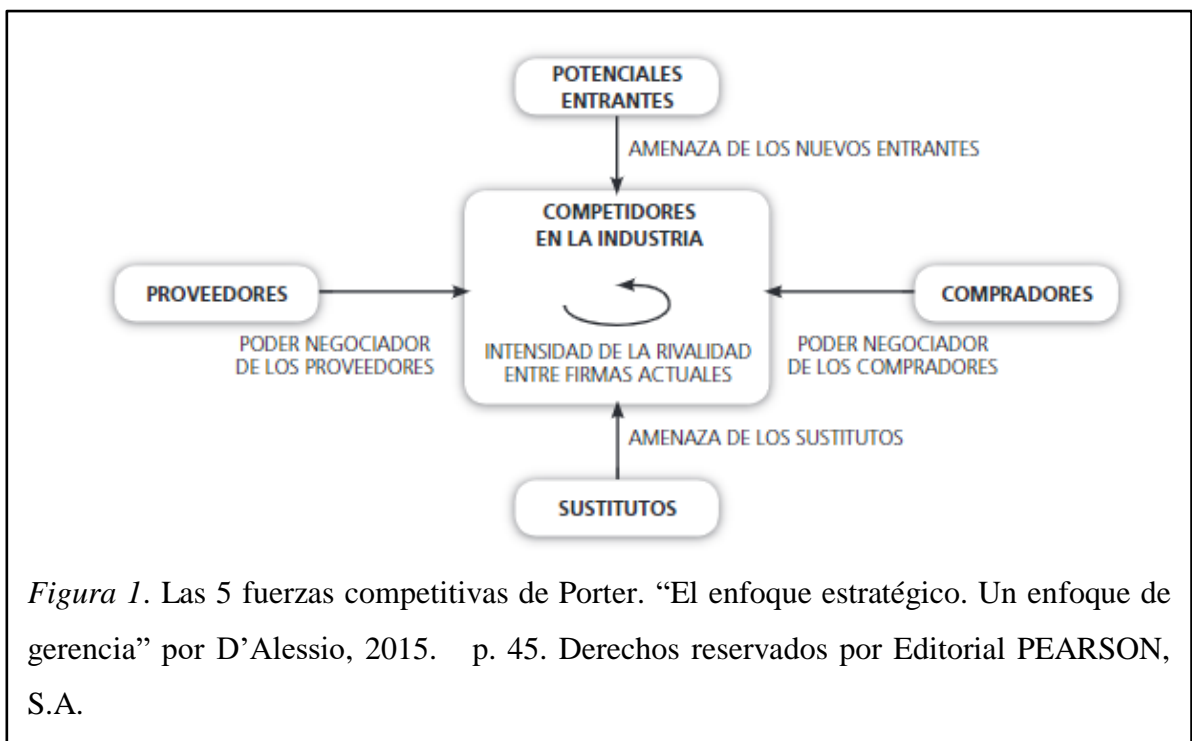 POTENCIALES
ENTRANTES
AMENAZA DE LOS NUEVOS ENTRANTES
COMPETIDORES
EN LA INDUSTRIA
PROVEEDORES
COMPRADORES
PODER NEGOCIADOR
DE LOS PROVEEDORES
INTENSIDAD DE LA RIVALIDAD
ENTRE FIRMAS ACTUALES
PODER NEGOCIADOR
DE LOS COMPRADORES
AMENAZA DE LOS SUSTITUTOS
SUSTITUTOS
Figura 1. Las 5 fuerzas competitivas de Porter. “El enfoque estratégico. Un enfoque de
gerencia” por D’Alessio, 2015. p. 45. Derechos reservados por Editorial PEARSON,
S.A.